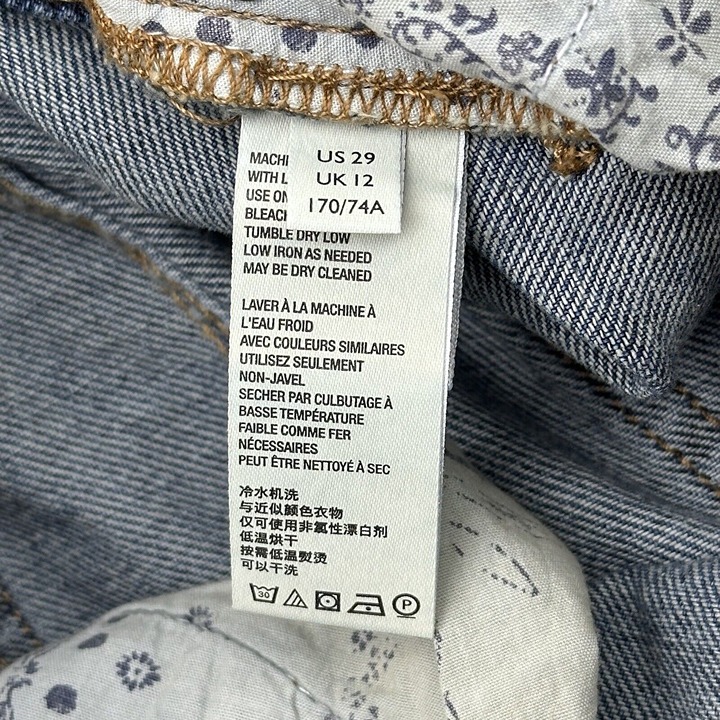 US 29
UK 12
170/74A
MACHI
WITH L
USE ON
BLEACH
TUMBLE DRY LOW
LOW IRON AS NEEDED
MAY BE DRY CLEANED
LAVER À LA MACHINE À
L'EAU FROID
AVEC COULEURS SIMILAIRES
UTILISEZ SEULEMENT
NON-JAVEL
SECHER PAR CULBUTAGE À
BASSE TEMPÉRATURE
FAIBLE COMME FER
NÉCESSAIRES
PEUT ÊTRE NETTOYÉ À SEC
冷水机洗
与近似颜色衣物
仅可使用非氯性漂白剂
低温烘干
按需低温熨烫
可以干洗
30 P